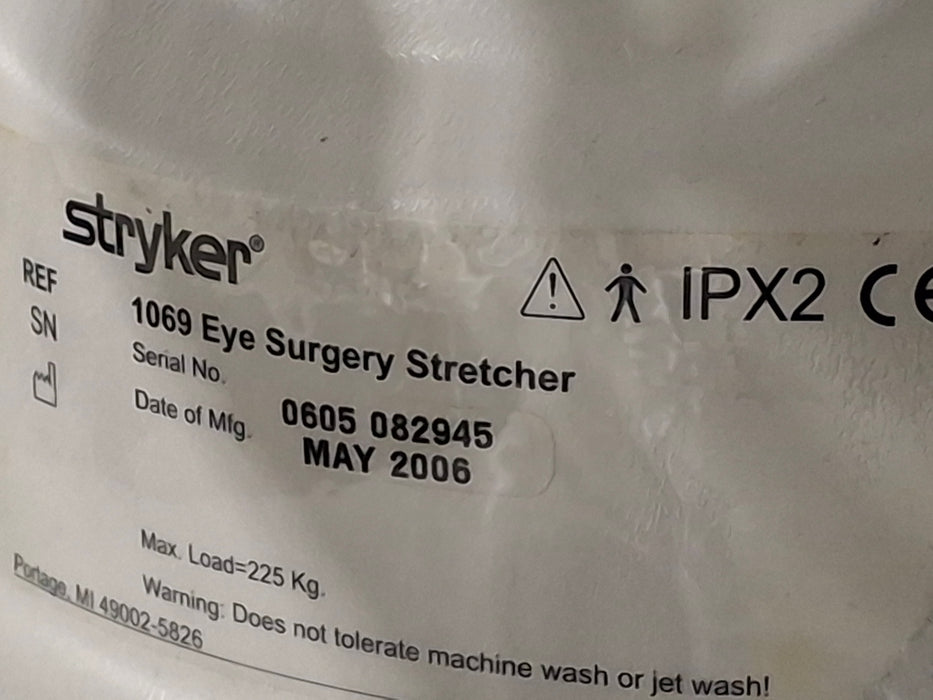 stryker®
IPX2 CE
REF 1069 Eye Surgery Stretcher
SN Serial No. 0605 082945
Date of Mfg. MAY 2006
Max. Load=225 Kg.
Warning: Does not tolerate machine wash or jet wash!
Portage, MI 49002-5826